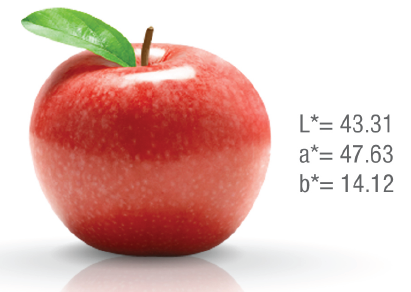 L*= 43.31
a*= 47.63
b*= 14.12